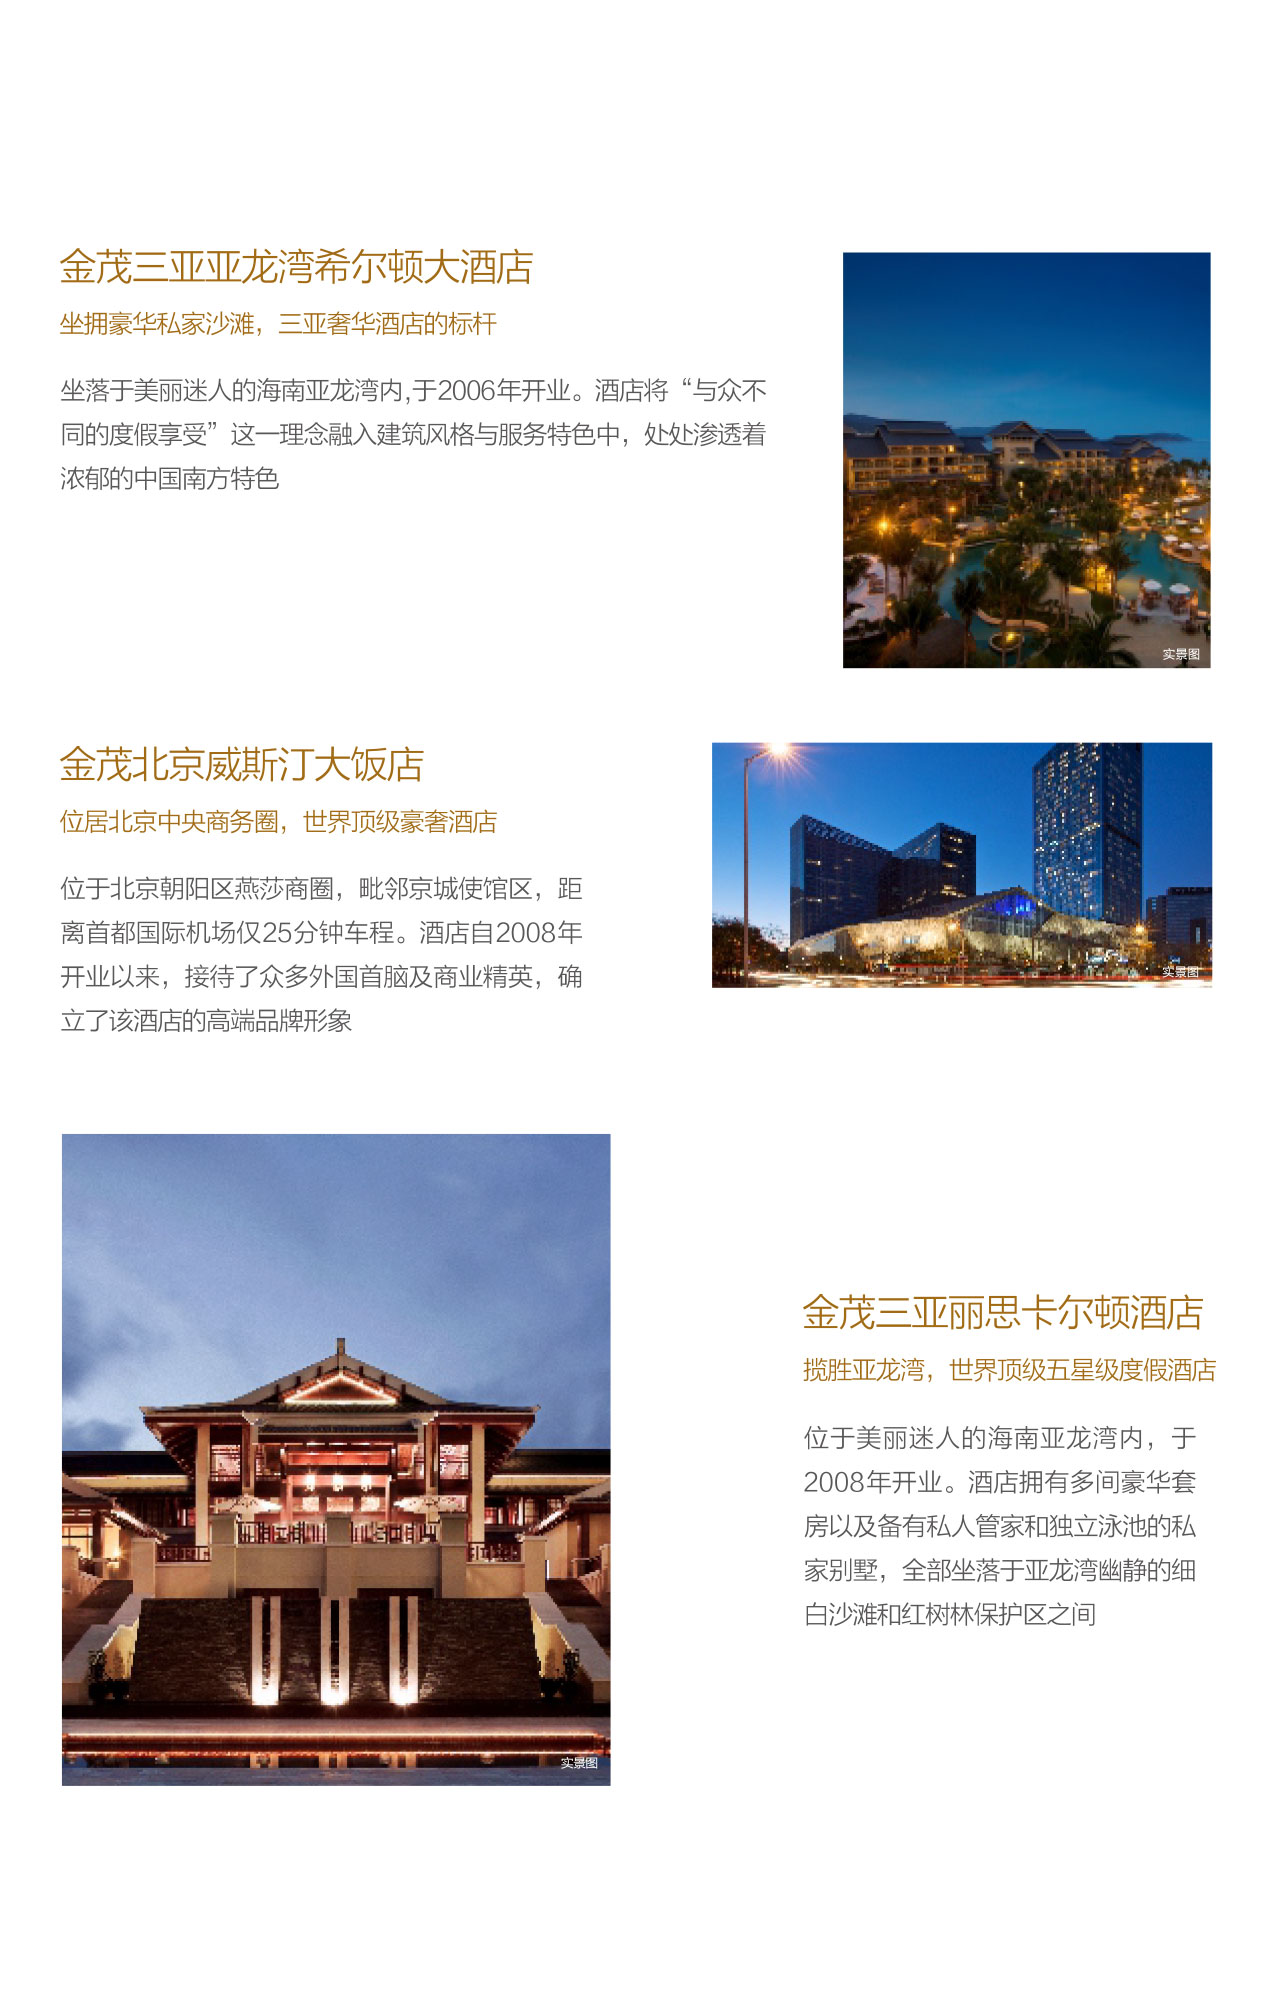 金茂三亚亚龙湾希尔顿大酒店
坐拥豪华私家沙滩，三亚奢华酒店的标杆
坐落于美丽迷人的海南亚龙湾内,于2006年开业。酒店将“与众不
同的度假享受”这一理念融入建筑风格与服务特色中，处处渗透着
浓郁的中国南方特色
实景图
金茂北京威斯汀大饭店
位居北京中央商务圈，世界顶级豪奢酒店
位于北京朝阳区燕莎商圈，毗邻京城使馆区，距
离首都国际机场仅25分钟车程。酒店自2008年
开业以来，接待了众多外国首脑及商业精英，确
立了该酒店的高端品牌形象
实景图
金茂三亚丽思卡尔顿酒店
揽胜亚龙湾，世界顶级五星级度假酒店
位于美丽迷人的海南亚龙湾内，于
2008年开业。酒店拥有多间豪华套
房以及备有私人管家和独立泳池的私
家别墅，全部坐落于亚龙湾幽静的细
白沙滩和红树林保护区之间
实景图